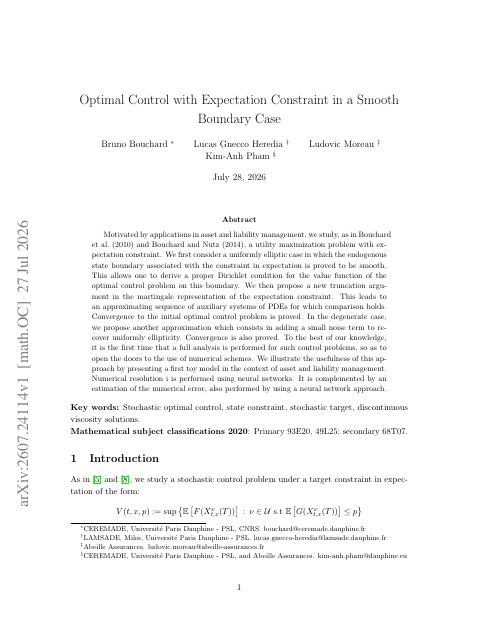 Optimal Control with Expectation Constraint in a Smooth
Boundary Case
Bruno Bouchard * Lucas Gnecco Heredia † Ludovic Moreau ‡
Kim-Anh Pham §
July 28, 2026
Abstract
Motivated by applications in asset and liability management, we study, as in Bouchard
et al. (2010) and Bouchard and Nutz (2014), a utility maximization problem with ex-
pectation constraint. We first consider a uniformly elliptic case in which the endogenous
state boundary associated with the constraint in expectation is proved to be smooth.
This allows one to derive a proper Dirichlet condition for the value function of the
optimal control problem on this boundary. We then propose a new truncation argu-
ment in the martingale representation of the expectation constraint. This leads to
an approximating sequence of auxiliary systems of PDEs for which comparison holds.
Convergence to the initial optimal control problem is proved. In the degenerate case,
we propose another approximation which consists in adding a small noise term to re-
cover uniformly ellipticity. Convergence is also proved. To the best of our knowledge,
it is the first time that a full analysis is performed for such control problems, so as to
open the doors to the use of numerical schemes. We illustrate the usefulness of this ap-
proach by presenting a first toy model in the context of asset and liability management.
Numerical resolution i is performed using neural networks. It is complemented by an
estimation of the numerical error, also performed by using a neural network approach.
Key words: Stochastic optimal control, state constraint, stochastic target, discontinuous
viscosity solutions.
Mathematical subject classifications 2020: Primary 93E20, 49L25; secondary 68T07.
1 Introduction
As in [5] and [8], we study a stochastic control problem under a target constraint in expec-
tation of the form:
V(t, x, p) := sup {𝔼 [F(X^ν_{t,x}(T))] : ν ∈ 𝒰 s.t 𝔼 [G(X^ν_{t,x}(T))] ≤ p}
*CEREMADE, Université Paris Dauphine - PSL, CNRS. bouchard@ceremade.dauphine.fr
†LAMSADE, Miles, Université Paris Dauphine - PSL. lucas.gnecco-heredia@lamsade.dauphine.fr
‡Abeille Assurances. ludovic.moreau@abeille-assurances.fr
§CEREMADE, Université Paris Dauphine - PSL, and Abeille Assurances. kim-anh.pham@dauphine.eu
1
arXiv:2607.24114v1 [math.OC] 27 Jul 2026